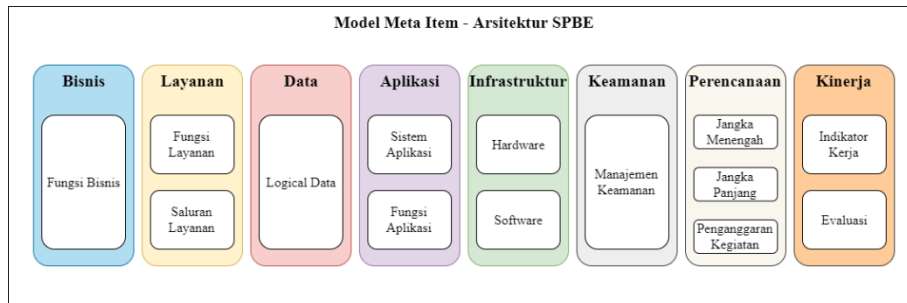 Model Meta Item - Arsitektur SPBE
Bisnis
Fungsi Bisnis
Layanan
Fungsi
Layanan
Saluran
Layanan
Data
Logical Data
Aplikasi
Sistem
Aplikasi
Fungsi
Aplikasi
Infrastruktur
Hardware
Software
Keamanan
Manajemen
Keamanan
Perencanaan
Jangka
Menengah
Jangka
Panjang
Penganggaran
Kegiatan
Kinerja
Indikator
Kerja
Evaluasi